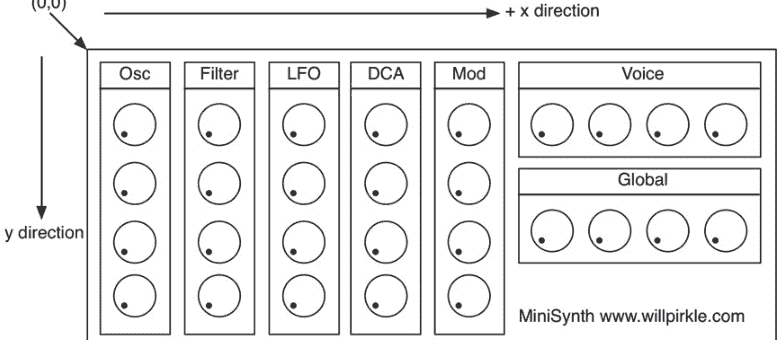 (0,0)
+ x direction
Osc Filter LFO DCA Mod Voice
Global
y direction
MiniSynth www.willpirkle.com